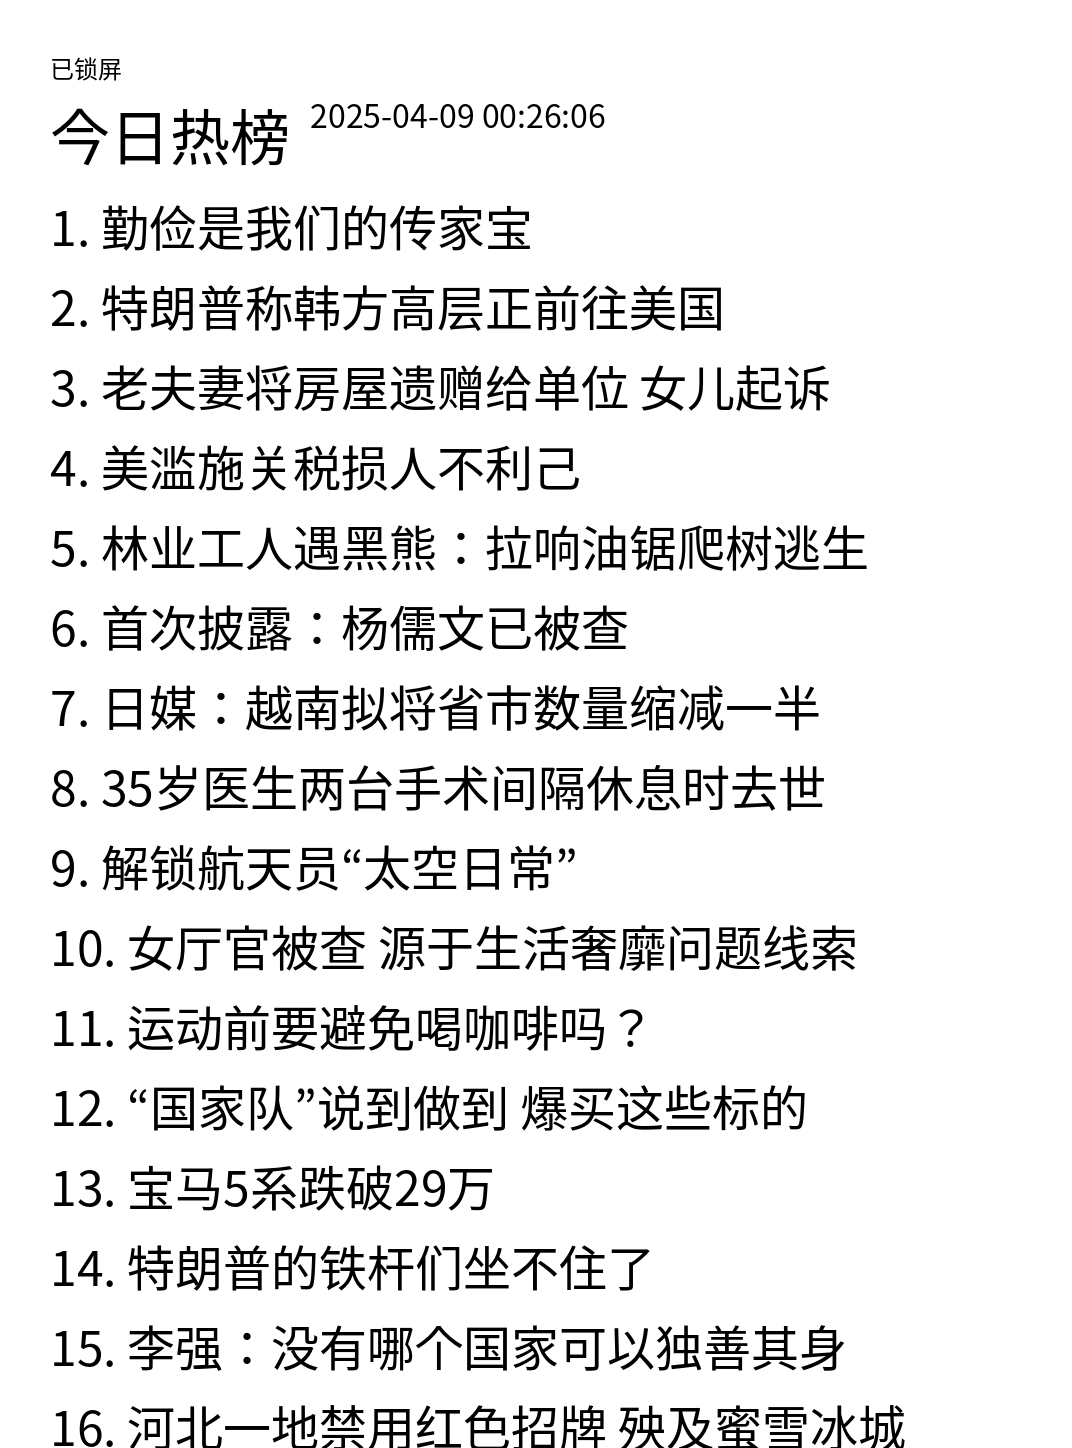 已锁屏
今日热榜 2025-04-09 00:26:06
1. 勤俭是我们的传家宝
2. 特朗普称韩方高层正前往美国
3. 老夫妻将房屋遗赠给单位 女儿起诉
4. 美滥施关税损人不利己
5. 林业工人遇黑熊：拉响油锯爬树逃生
6. 首次披露：杨儒文已被查
7. 日媒：越南拟将省市数量缩减一半
8. 35岁医生两台手术间隔休息时去世
9. 解锁航天员“太空日常”
10. 女厅官被查 源于生活奢靡问题线索
11. 运动前要避免喝咖啡吗？
12. “国家队”说到做到 爆买这些标的
13. 宝马5系跌破29万
14. 特朗普的铁杆们坐不住了
15. 李强：没有哪个国家可以独善其身
16. 河北一地禁用红色招牌 殃及蜜雪冰城